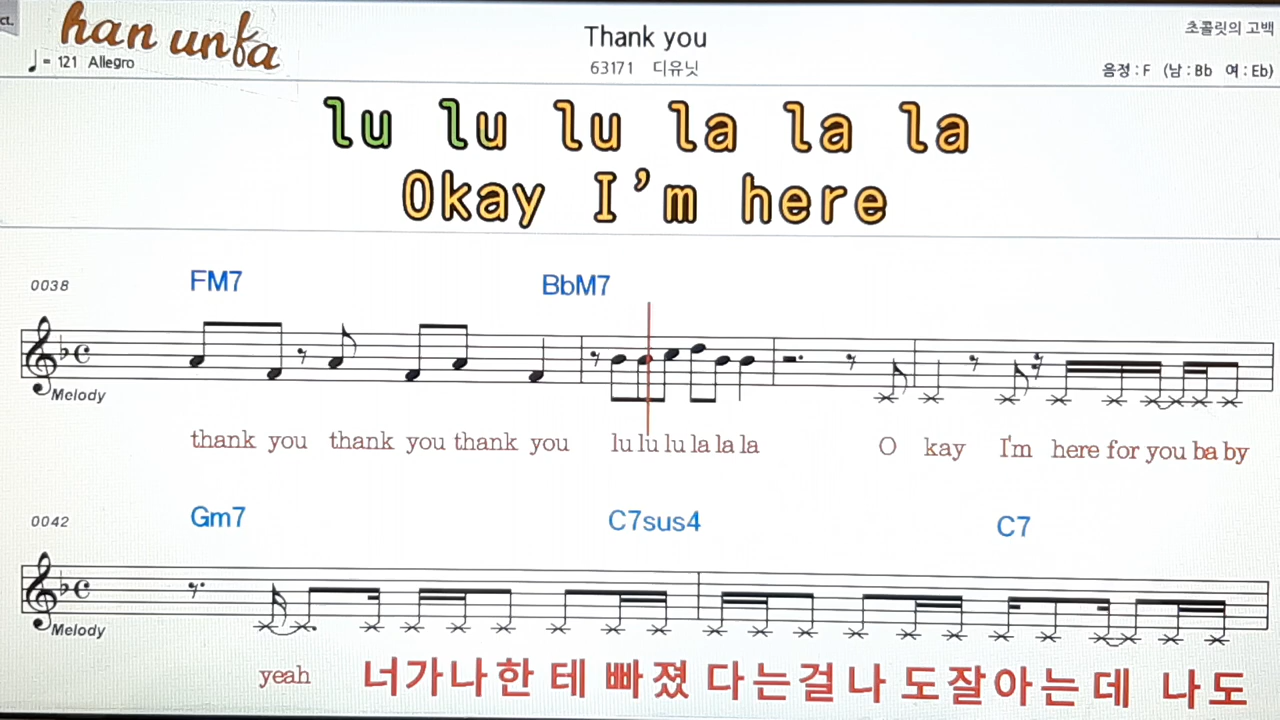 ct.
han unfa
Thank you
초콜릿의 고백
♩= 121 Allegro
63171 디유닛
음정 : F (남 : Bb 여 : Eb)
lu lu lu la la la
Okay I'm here
0038
FM7 BbM7
Melody
thank you thank you thank you lu lu lu la la la O kay I'm here for you ba by
0042
Gm7 C7sus4 C7
Melody
yeah 너가나한 테 빠 졌 다는걸나 도잘아는 데 나도